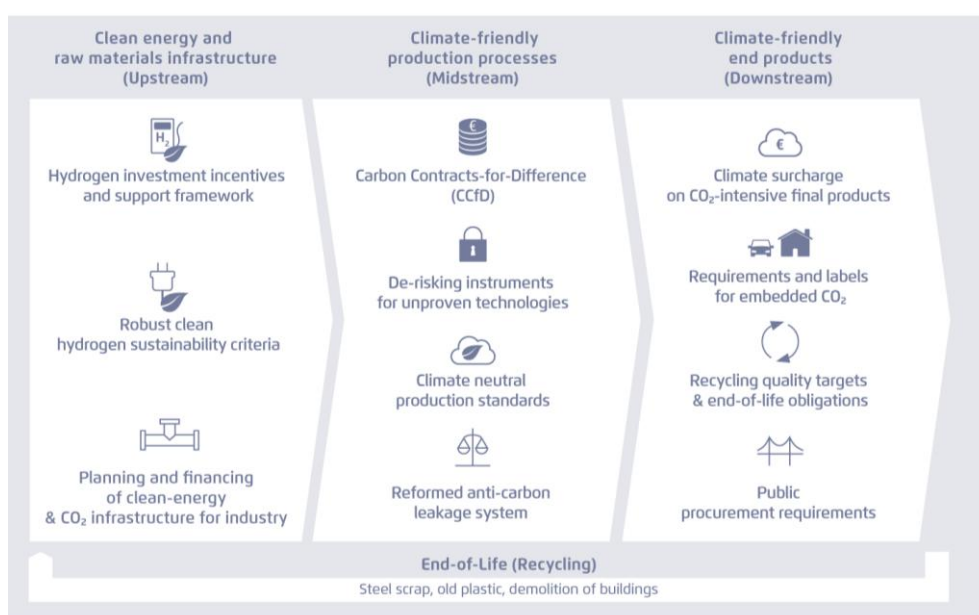 Clean energy and
raw materials infrastructure
(Upstream)
H₂
Hydrogen investment incentives
and support framework
Robust clean
hydrogen sustainability criteria
Planning and financing
of clean-energy
& CO₂ infrastructure for industry
Climate-friendly
production processes
(Midstream)
€
Carbon Contracts-for-Difference
(CCfD)
De-risking instruments
for unproven technologies
Climate neutral
production standards
Reformed anti-carbon
leakage system
Climate-friendly
end products
(Downstream)
€
Climate surcharge
on CO₂-intensive final products
Requirements and labels
for embedded CO₂
Recycling quality targets
& end-of-life obligations
Public
procurement requirements
End-of-Life (Recycling)
Steel scrap, old plastic, demolition of buildings